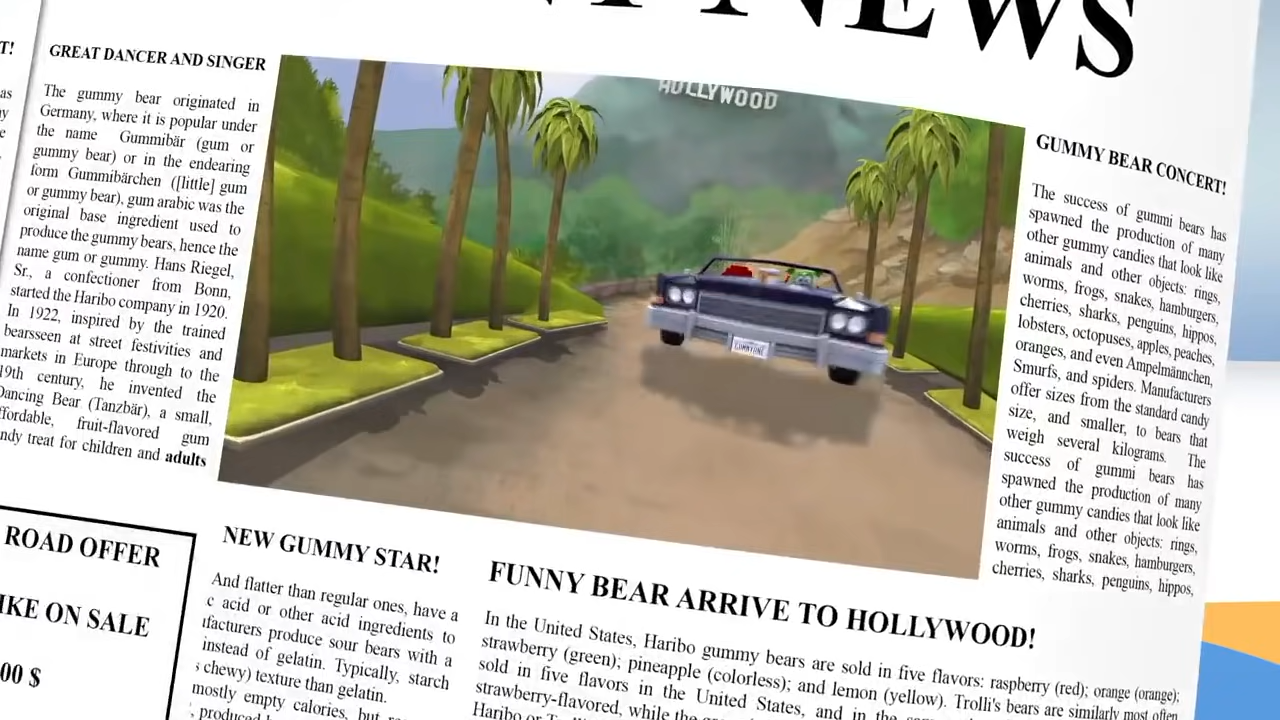 NEWS
T!
as
GREAT DANCER AND SINGER
The gummy bear originated in
Germany, where it is popular under
the name Gummibär (gum or
gummy bear) or in the endearing
form Gummibärchen ([little] gum
or gummy bear), gum arabic was the
original base ingredient used to
produce the gummy bears, hence the
name gum or gummy. Hans Riegel,
Sr., a confectioner from Bonn,
started the Haribo company in 1920.
In 1922, inspired by the trained
bearsseen at street festivities and
markets in Europe through to the
19th century, he invented the
Dancing Bear (Tanzbär), a small,
ffordable, fruit-flavored gum
ndy treat for children and adults
HOLLYWOOD
GUMMY BEAR CONCERT!
The success of gummi bears has
spawned the production of many
other gummy candies that look like
animals and other objects: rings,
worms, frogs, snakes, hamburgers,
cherries, sharks, penguins, hippos,
lobsters, octopuses, apples, peaches,
oranges, and even Ampelmännchen,
Smurfs, and spiders. Manufacturers
offer sizes from the standard candy
size, and smaller, to bears that
weigh several kilograms. The
success of gummi bears has
spawned the production of many
other gummy candies that look like
animals and other objects: rings,
worms, frogs, snakes, hamburgers,
cherries, sharks, penguins, hippos,
ROAD OFFER
IKE ON SALE
00 $
NEW GUMMY STAR!
And flatter than regular ones, have a
c acid or other acid ingredients to
ufacturers produce sour bears with a
instead of gelatin. Typically, starch
s chewy) texture than gelatin.
mostly empty calories, but
produced
FUNNY BEAR ARRIVE TO HOLLYWOOD!
In the United States, Haribo gummy bears are sold in five flavors: raspberry (red); orange (orange);
strawberry (green); pineapple (colorless); and lemon (yellow). Trolli's bears are similarly most often
sold in five flavors in the United States, and in the
strawberry-flavored, while the
Haribo or